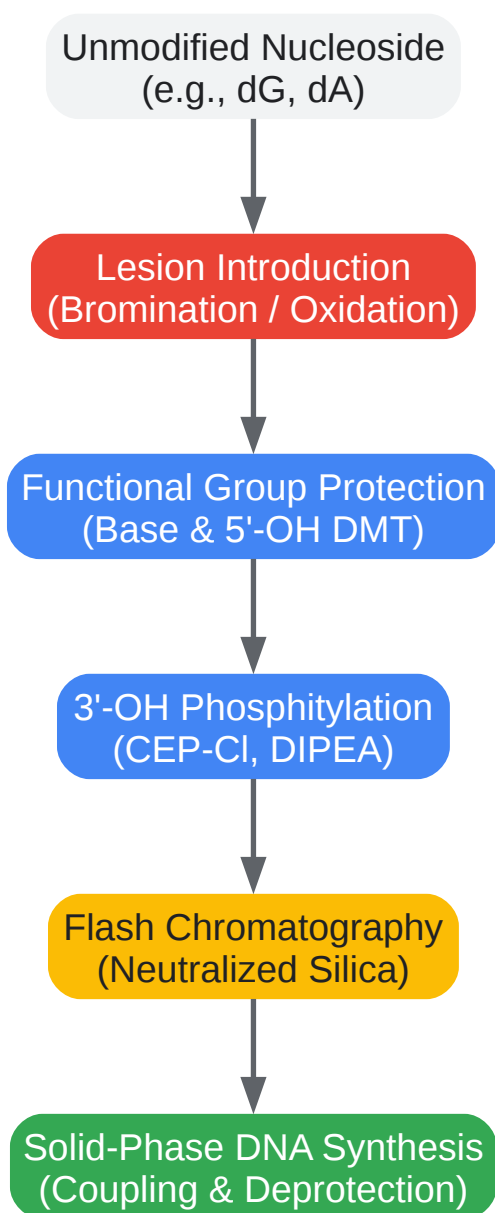 Unmodified Nucleoside
(e.g., dG, dA)
Lesion Introduction
(Bromination / Oxidation)
Functional Group Protection
(Base & 5'-OH DMT)
3'-OH Phosphitylation
(CEP-Cl, DIPEA)
Flash Chromatography
(Neutralized Silica)
Solid-Phase DNA Synthesis
(Coupling & Deprotection)